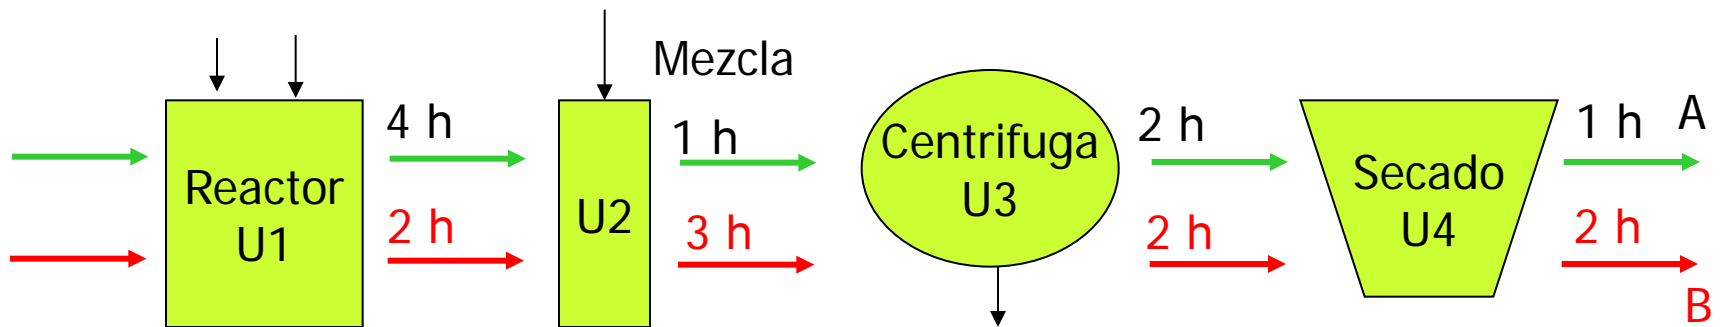 Mezcla
4 h
1 h
2 h
1 h A
Reactor
U1
U2
Centrifuga
U3
Secado
U4
2 h
3 h
2 h
2 h
B